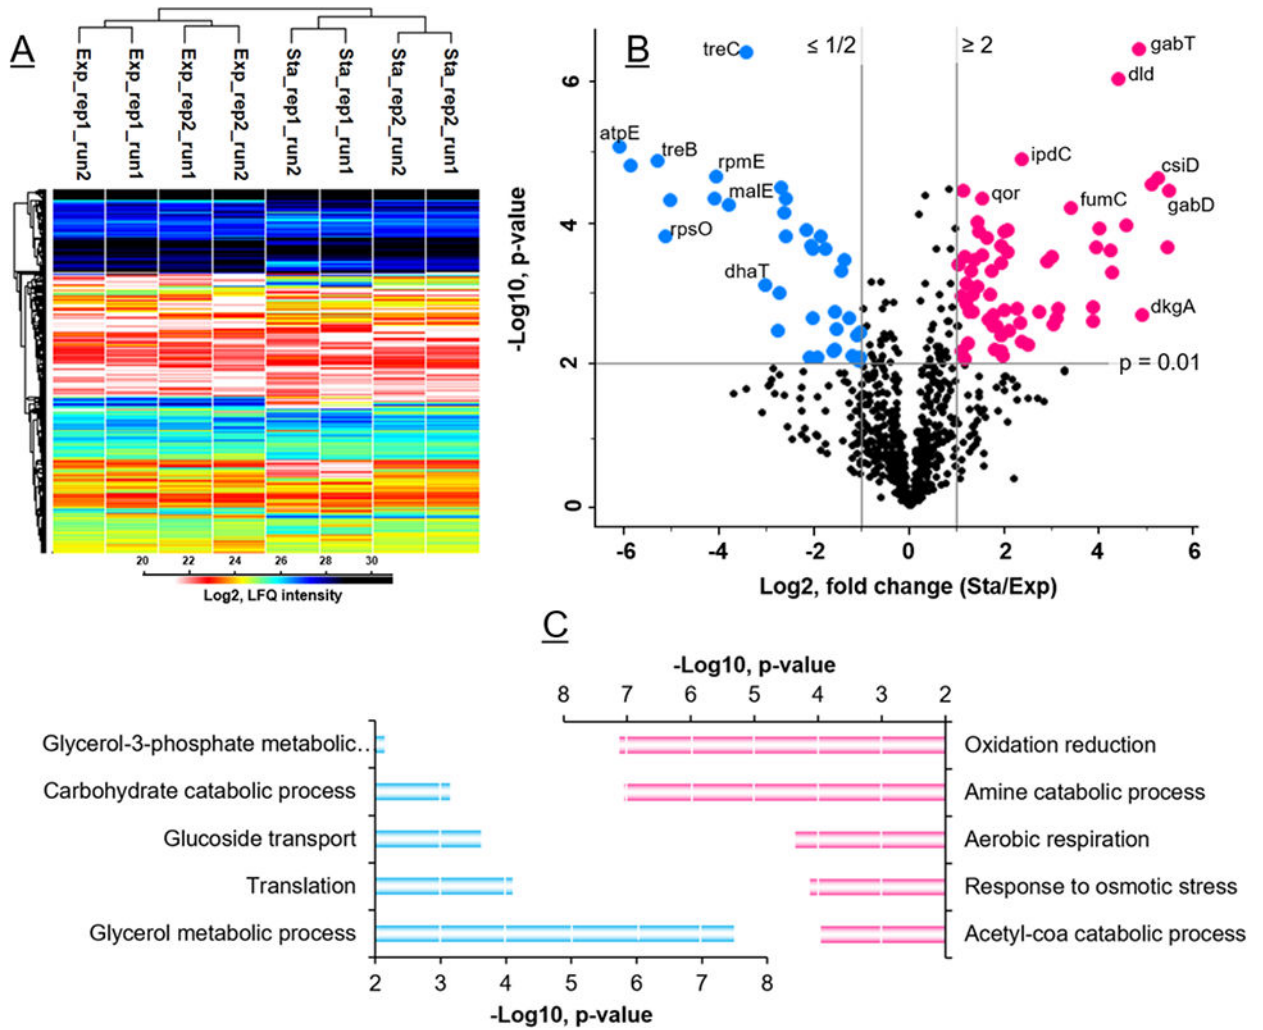 A
Exp_rep1_run2
Exp_rep1_run1
Exp_rep2_run1
Exp_rep2_run2
Sta_rep1_run2
Sta_rep1_run1
Sta_rep2_run2
Sta_rep2_run1
20 22 24 26 28 30
Log2, LFQ intensity
B
≤ 1/2
≥ 2
treC
gabT
dld
atpE
treB
rpmE
malE
rpsO
dhaT
ipdC
qor
fumC
csiD
gabD
dkgA
p = 0.01
-Log10, p-value
6
4
2
0
-6 -4 -2 0 2 4 6
Log2, fold change (Sta/Exp)
C
-Log10, p-value
8 7 6 5 4 3 2
Glycerol-3-phosphate metabolic…
Carbohydrate catabolic process
Glucoside transport
Translation
Glycerol metabolic process
Oxidation reduction
Amine catabolic process
Aerobic respiration
Response to osmotic stress
Acetyl-coa catabolic process
2 3 4 5 6 7 8
-Log10, p-value